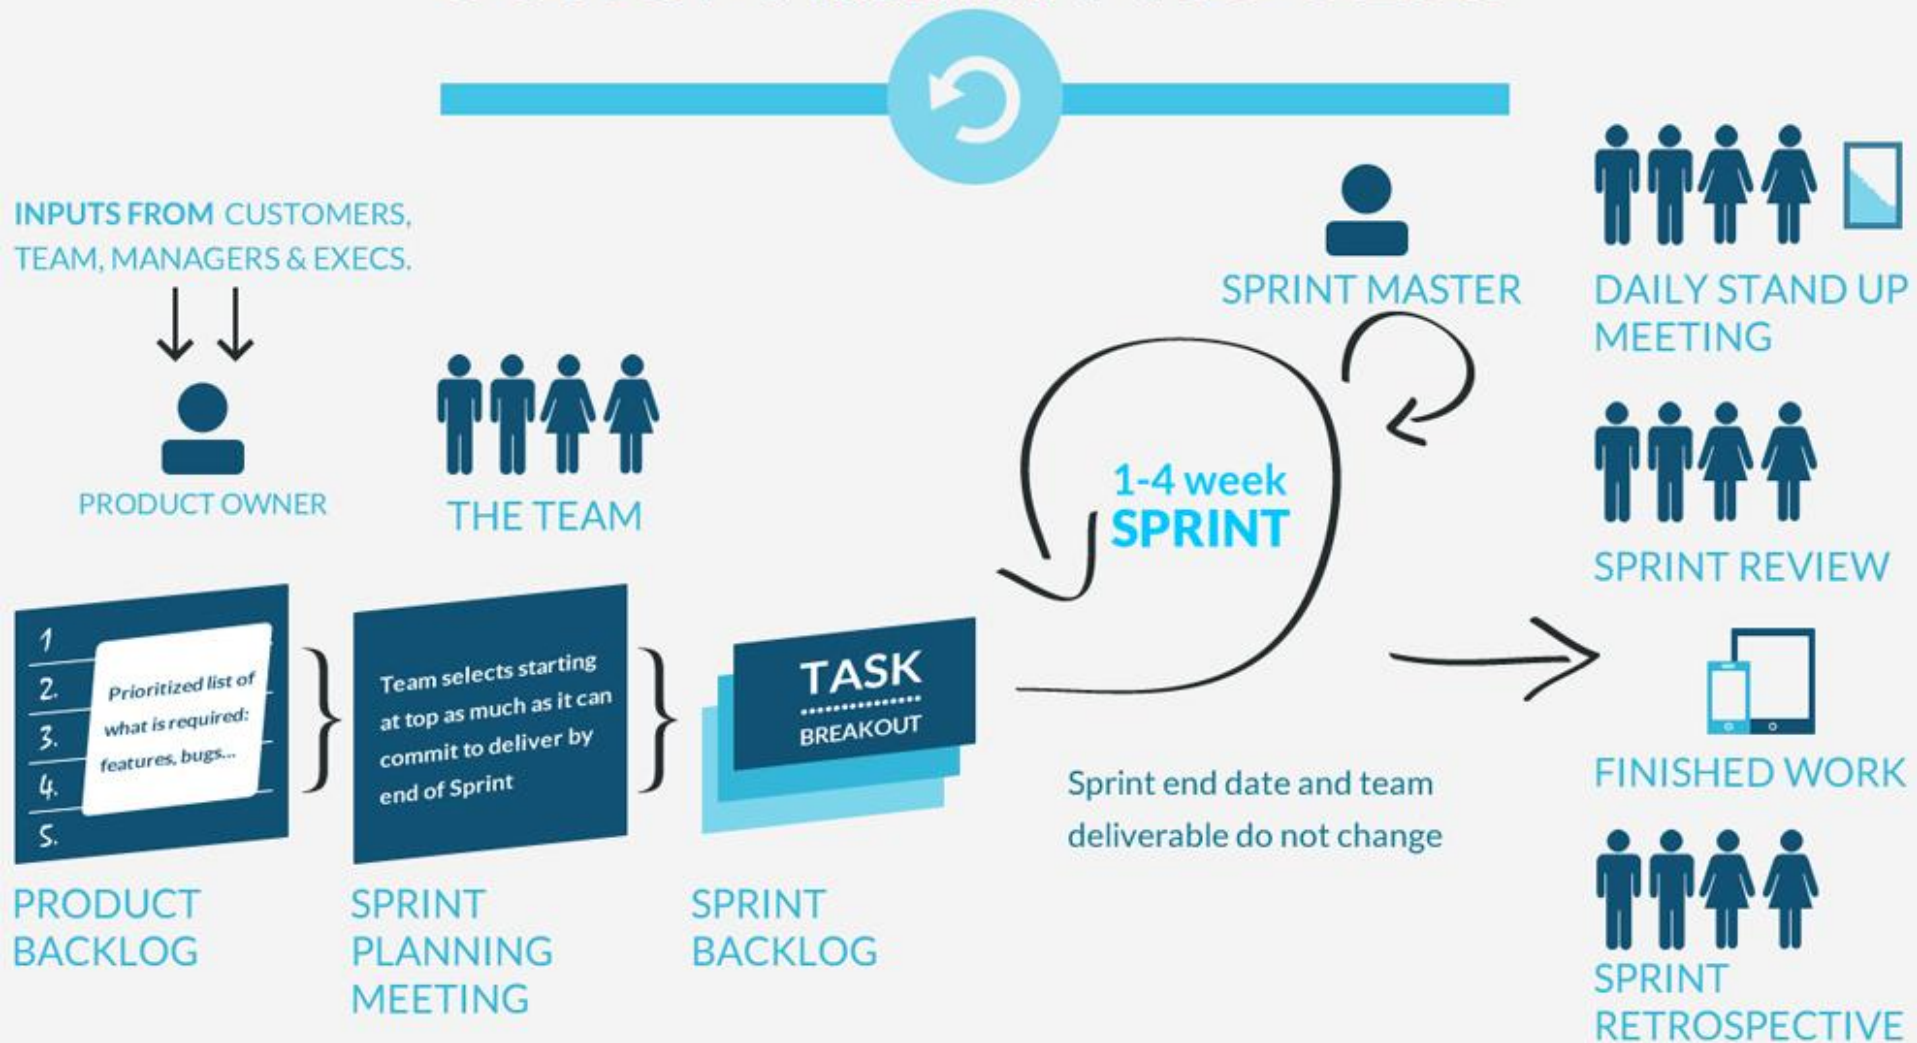 INPUTS FROM CUSTOMERS,
TEAM, MANAGERS & EXECS.
PRODUCT OWNER
THE TEAM
1
2.
3.
4.
5.
Prioritized list of
what is required:
features, bugs...
PRODUCT
BACKLOG
Team selects starting
at top as much as it can
commit to deliver by
end of Sprint
SPRINT
PLANNING
MEETING
TASK
BREAKOUT
SPRINT
BACKLOG
1-4 week
SPRINT
Sprint end date and team
deliverable do not change
SPRINT MASTER
DAILY STAND UP
MEETING
SPRINT REVIEW
FINISHED WORK
SPRINT
RETROSPECTIVE